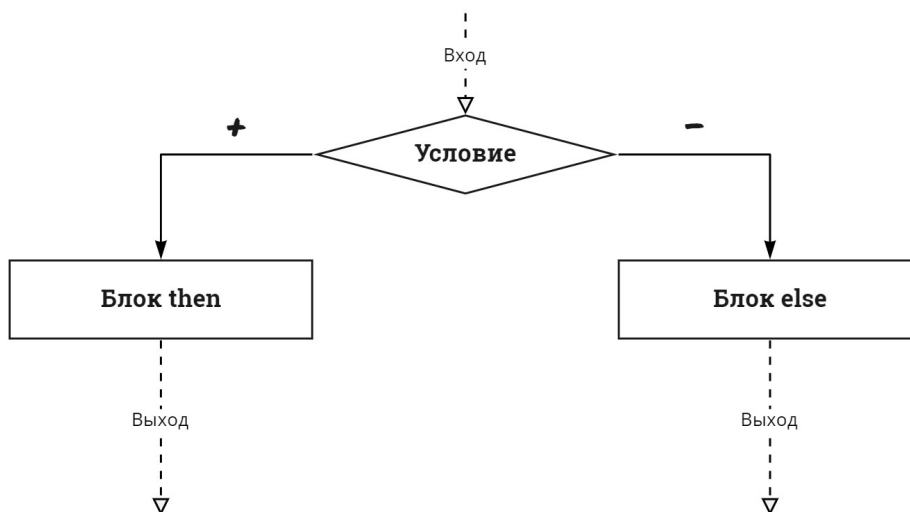 Вход
+
−
Условие
Блок then
Блок else
Выход
Выход